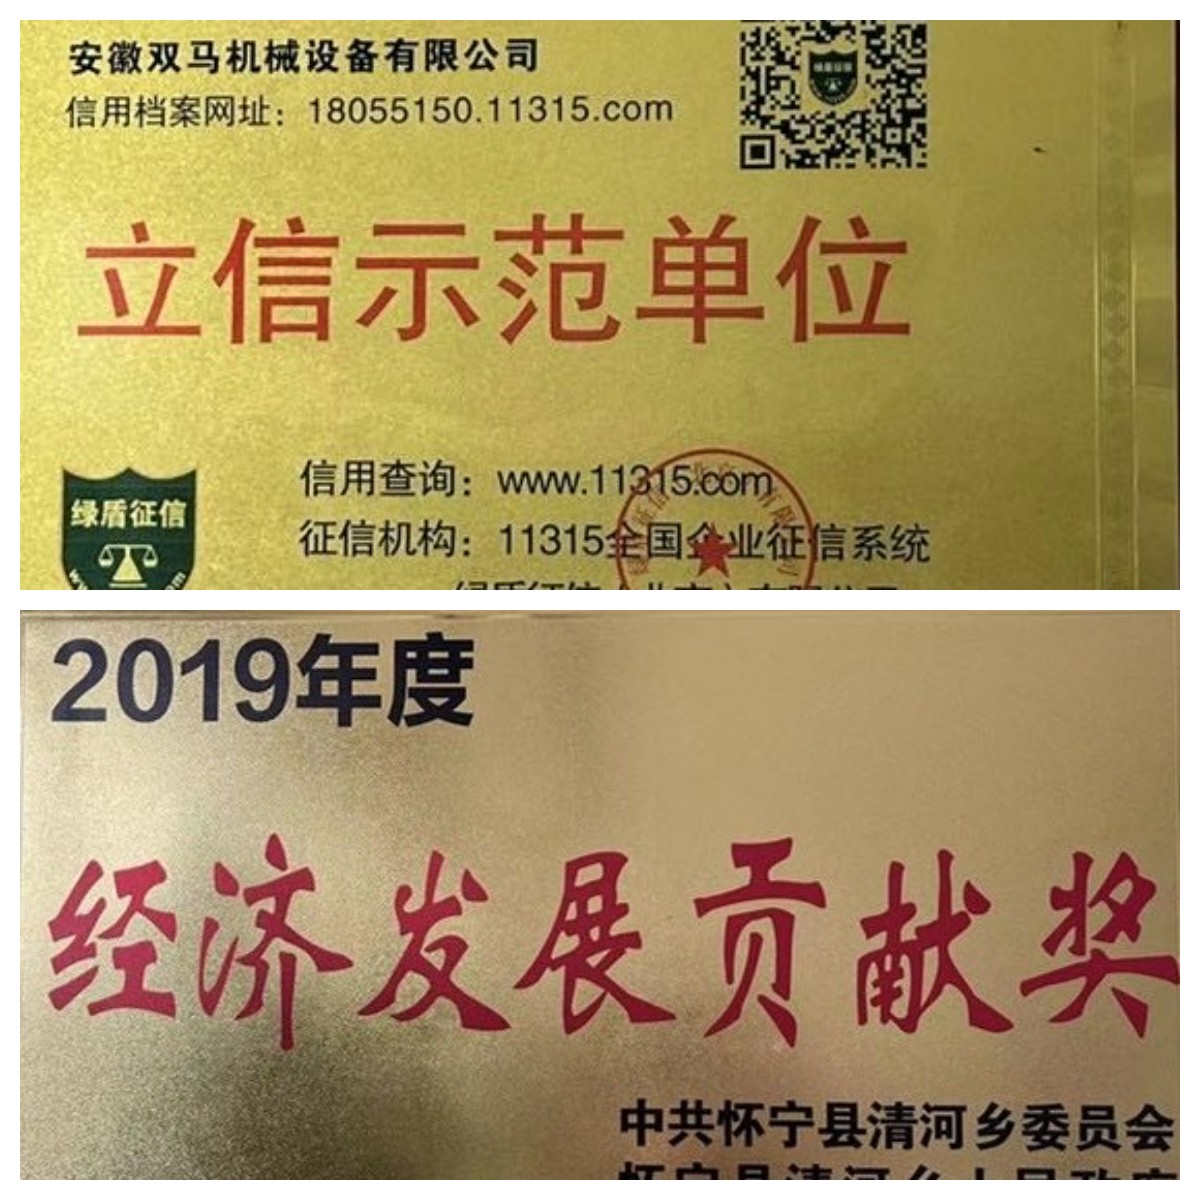 安徽双马机械设备有限公司
信用档案网址：18055150.11315.com
立信示范单位
绿盾征信
信用查询：www.11315.com
征信机构：11315全国企业征信系统
2019年度
经济发展贡献奖
中共怀宁县清河乡委员会